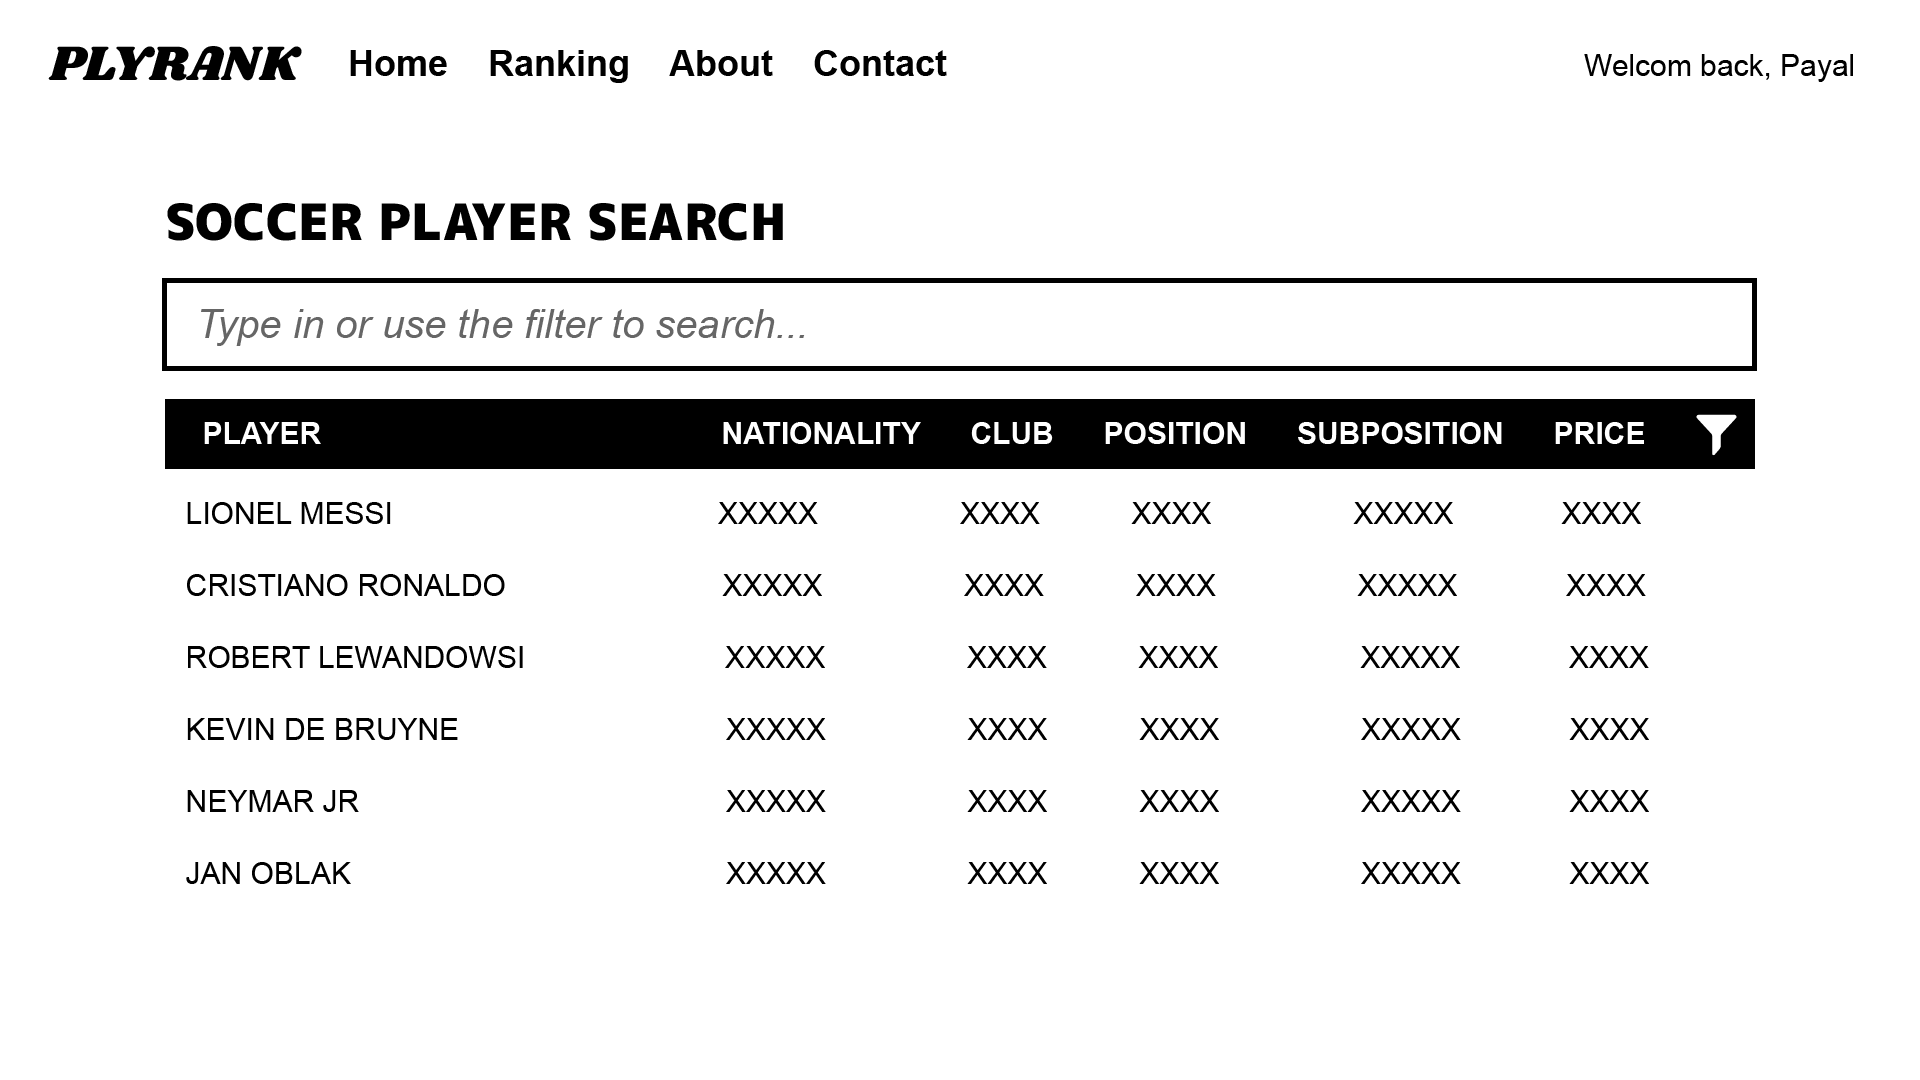 PLYRANK Home Ranking About Contact Welcom back, Payal
SOCCER PLAYER SEARCH
Type in or use the filter to search...
PLAYER NATIONALITY CLUB POSITION SUBPOSITION PRICE
LIONEL MESSI XXXXX XXXX XXXX XXXXX XXXX
CRISTIANO RONALDO XXXXX XXXX XXXX XXXXX XXXX
ROBERT LEWANDOWSI XXXXX XXXX XXXX XXXXX XXXX
KEVIN DE BRUYNE XXXXX XXXX XXXX XXXXX XXXX
NEYMAR JR XXXXX XXXX XXXX XXXXX XXXX
JAN OBLAK XXXXX XXXX XXXX XXXXX XXXX